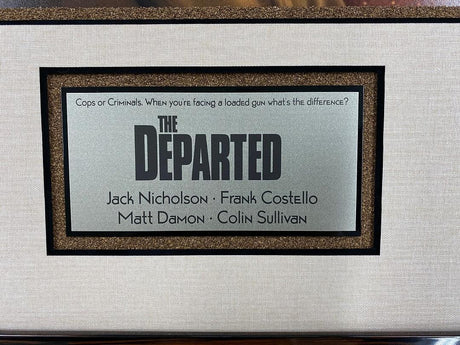 Cops or Criminals. When you're facing a loaded gun what's the difference?
THE
DEPARTED
Jack Nicholson · Frank Costello
Matt Damon · Colin Sullivan